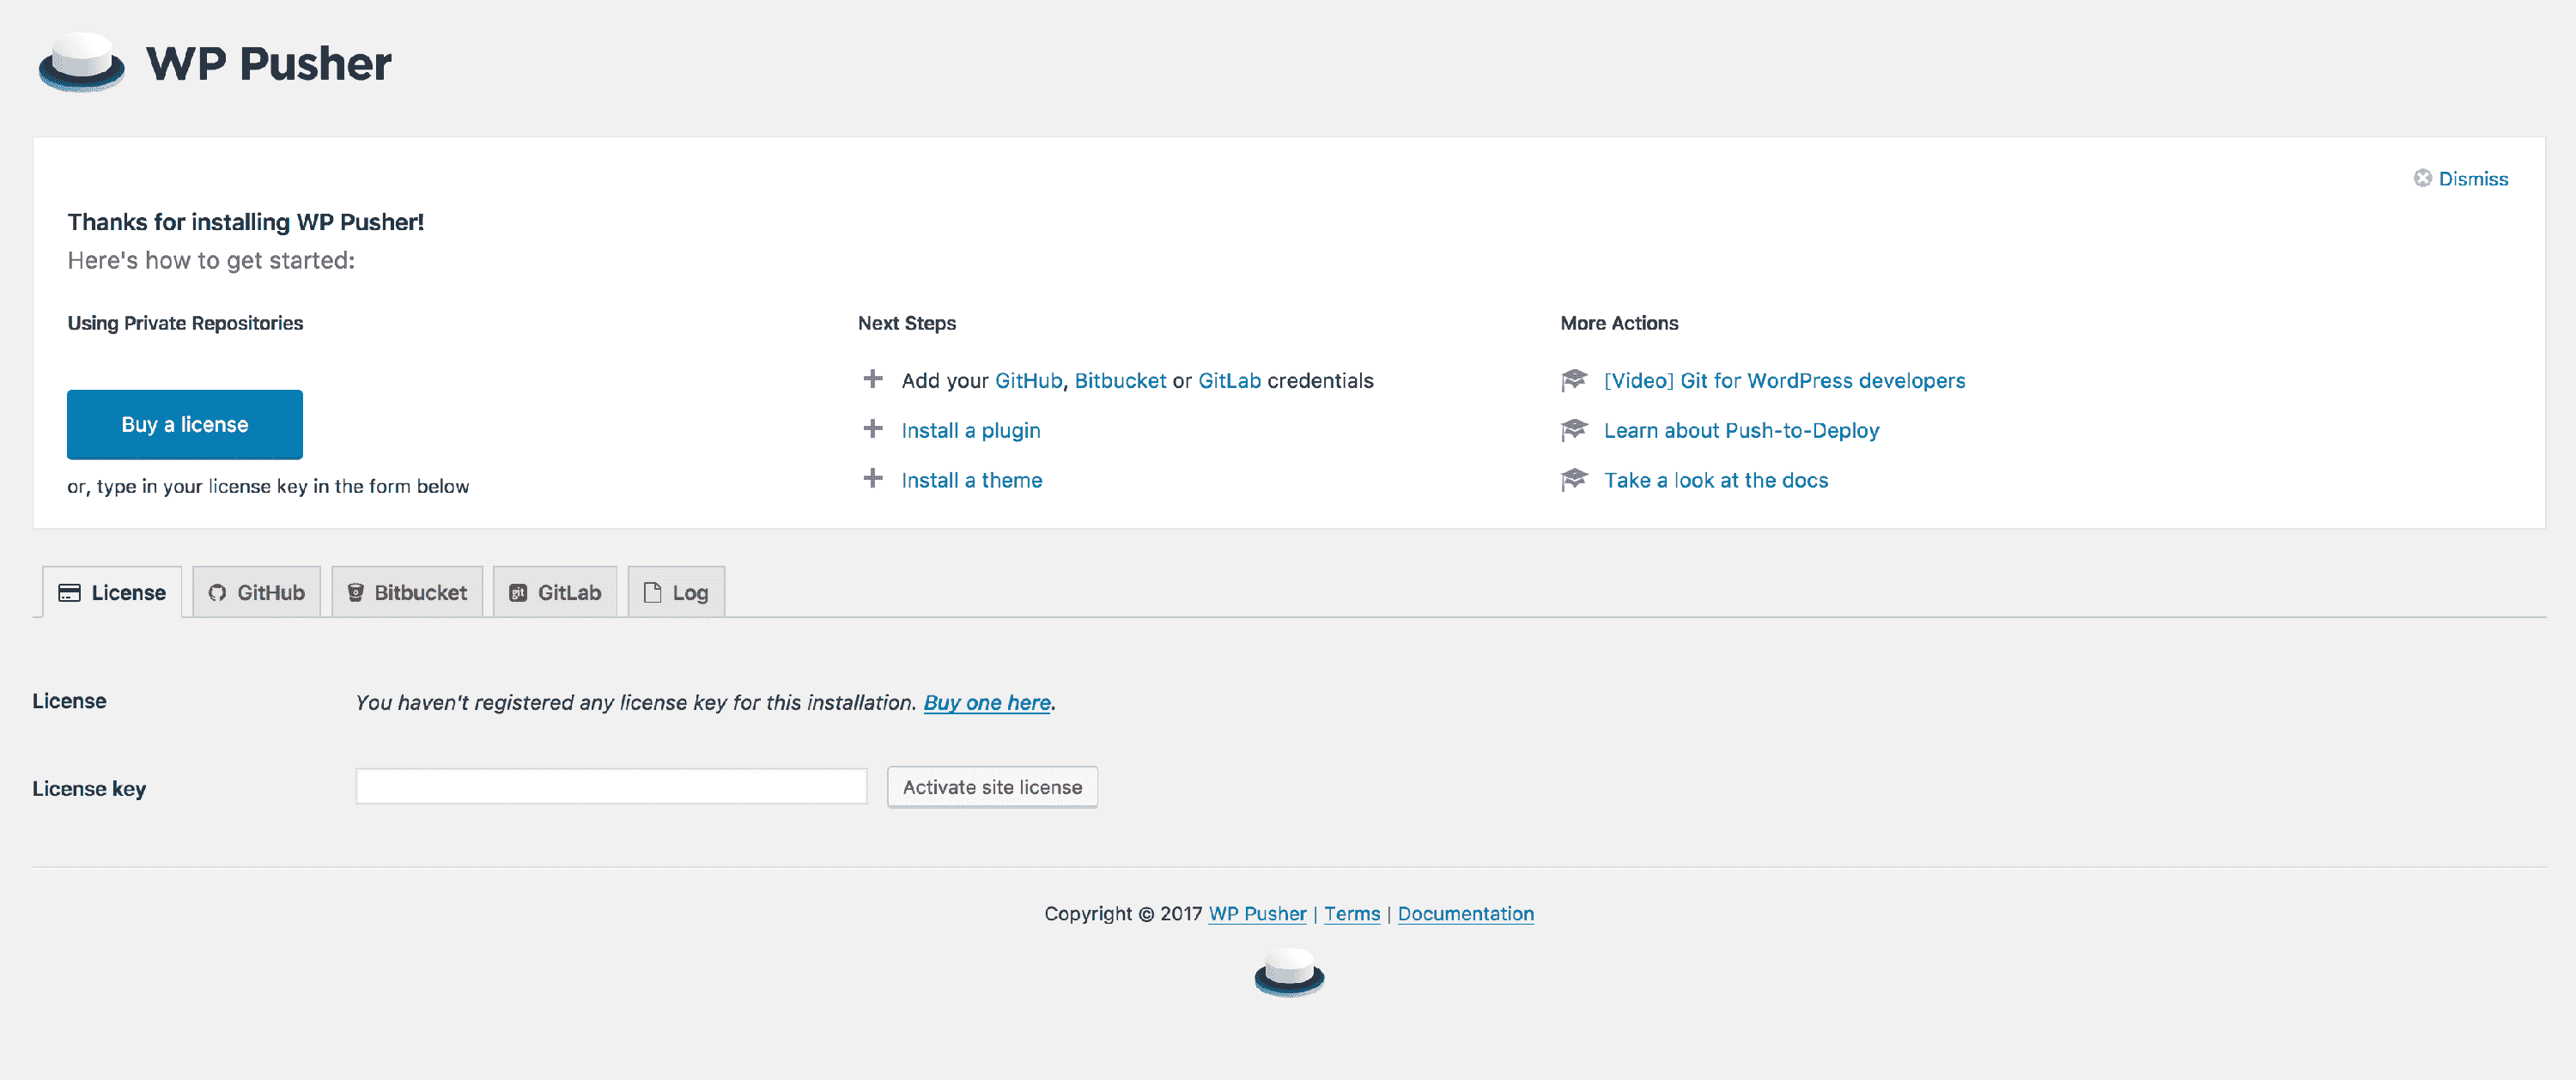 WP Pusher
Dismiss
Thanks for installing WP Pusher!
Here's how to get started:
Using Private Repositories
Buy a license
or, type in your license key in the form below
Next Steps
Add your GitHub, Bitbucket or GitLab credentials
Install a plugin
Install a theme
More Actions
[Video] Git for WordPress developers
Learn about Push-to-Deploy
Take a look at the docs
License
GitHub
Bitbucket
git
GitLab
Log
License
You haven't registered any license key for this installation. Buy one here.
License key
Activate site license
Copyright © 2017 WP Pusher | Terms | Documentation